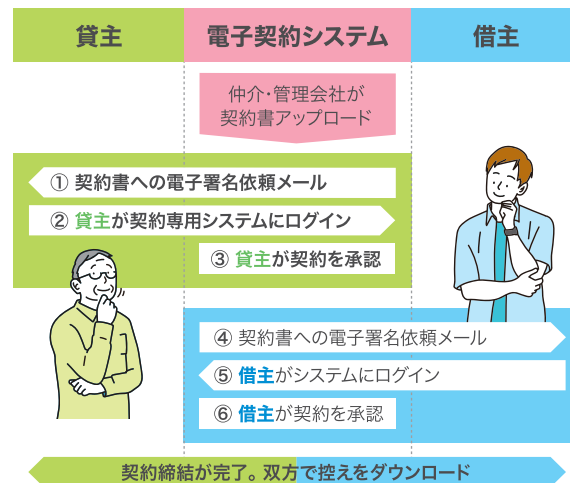 貸主
電子契約システム
借主
仲介・管理会社が
契約書アップロード
① 契約書への電子署名依頼メール
② 貸主が契約専用システムにログイン
③ 貸主が契約を承認
④ 契約書への電子署名依頼メール
⑤ 借主がシステムにログイン
⑥ 借主が契約を承認
契約締結が完了。双方で控えをダウンロード